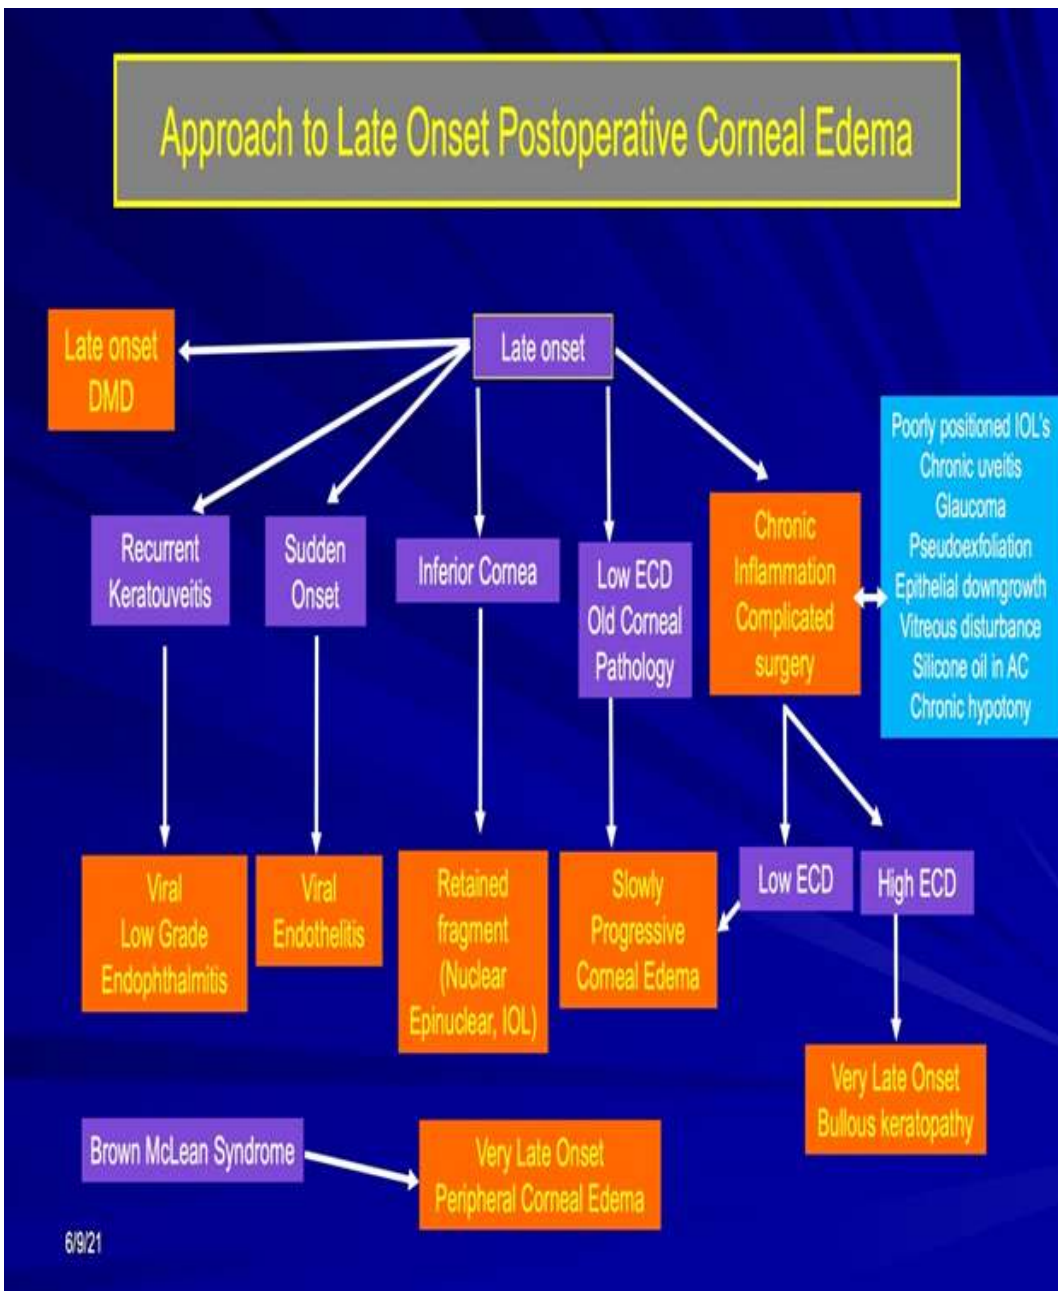 Approach to Late Onset Postoperative Corneal Edema
Late onset
DMD
Late onset
Poorly positioned IOL's
Chronic uveitis
Glaucoma
Pseudoexfoliation
Epithelial downgrowth
Vitreous disturbance
Silicone oil in AC
Chronic hypotony
Recurrent
Keratouveitis
Sudden
Onset
Inferior Cornea
Low ECD
Old Corneal
Pathology
Chronic
Inflammation
Complicated
surgery
Viral
Low Grade
Endophthalmitis
Viral
Endothelitis
Retained
fragment
(Nuclear
Epinuclear, IOL)
Slowly
Progressive
Corneal Edema
Low ECD
High ECD
Very Late Onset
Bullous keratopathy
Brown McLean Syndrome
Very Late Onset
Peripheral Corneal Edema
6/9/21